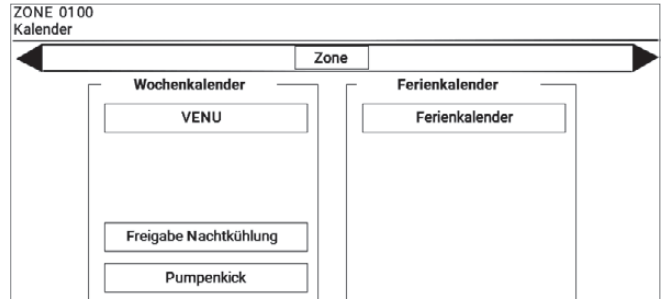 ZONE 0100
Kalender
Zone
Wochenkalender
VENU
Freigabe Nachtkühlung
Pumpenkick
Ferienkalender
Ferienkalender